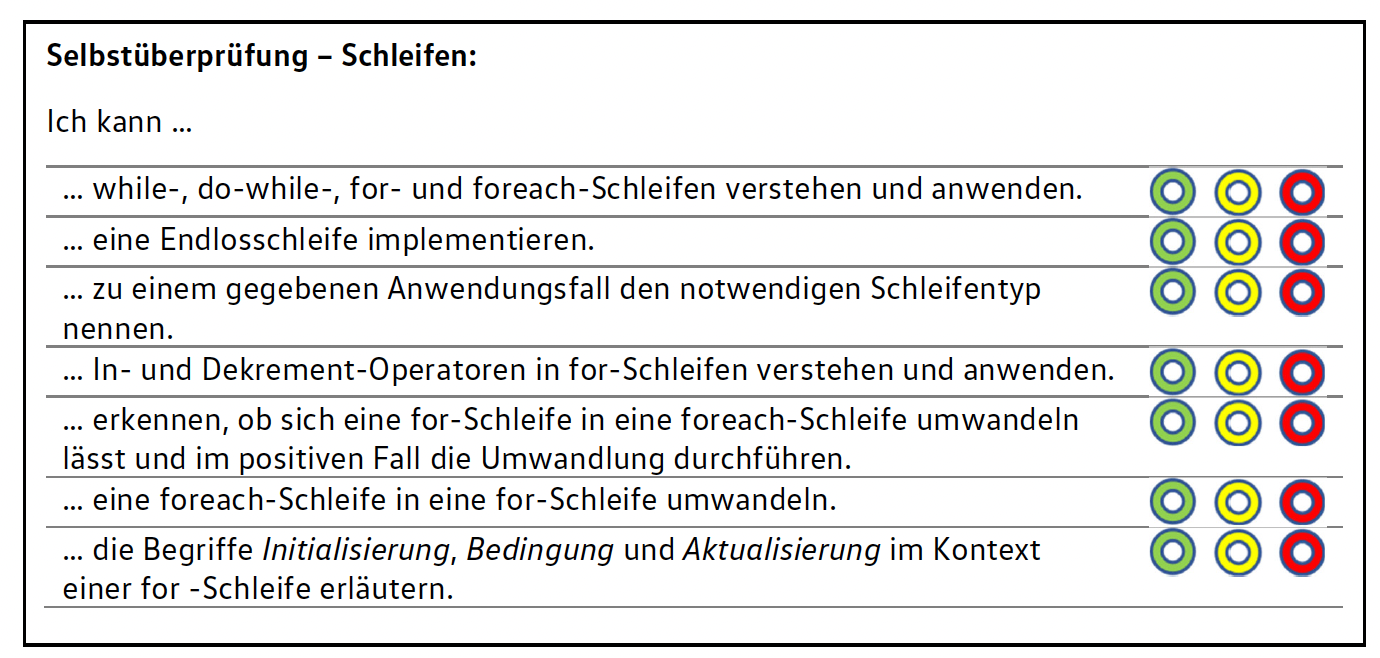 Selbstüberprüfung – Schleifen:
Ich kann …
… while-, do-while-, for- und foreach-Schleifen verstehen und anwenden.
… eine Endlosschleife implementieren.
… zu einem gegebenen Anwendungsfall den notwendigen Schleifentyp
nennen.
… In- und Dekrement-Operatoren in for-Schleifen verstehen und anwenden.
… erkennen, ob sich eine for-Schleife in eine foreach-Schleife umwandeln
lässt und im positiven Fall die Umwandlung durchführen.
… eine foreach-Schleife in eine for-Schleife umwandeln.
… die Begriffe Initialisierung, Bedingung und Aktualisierung im Kontext
einer for -Schleife erläutern.